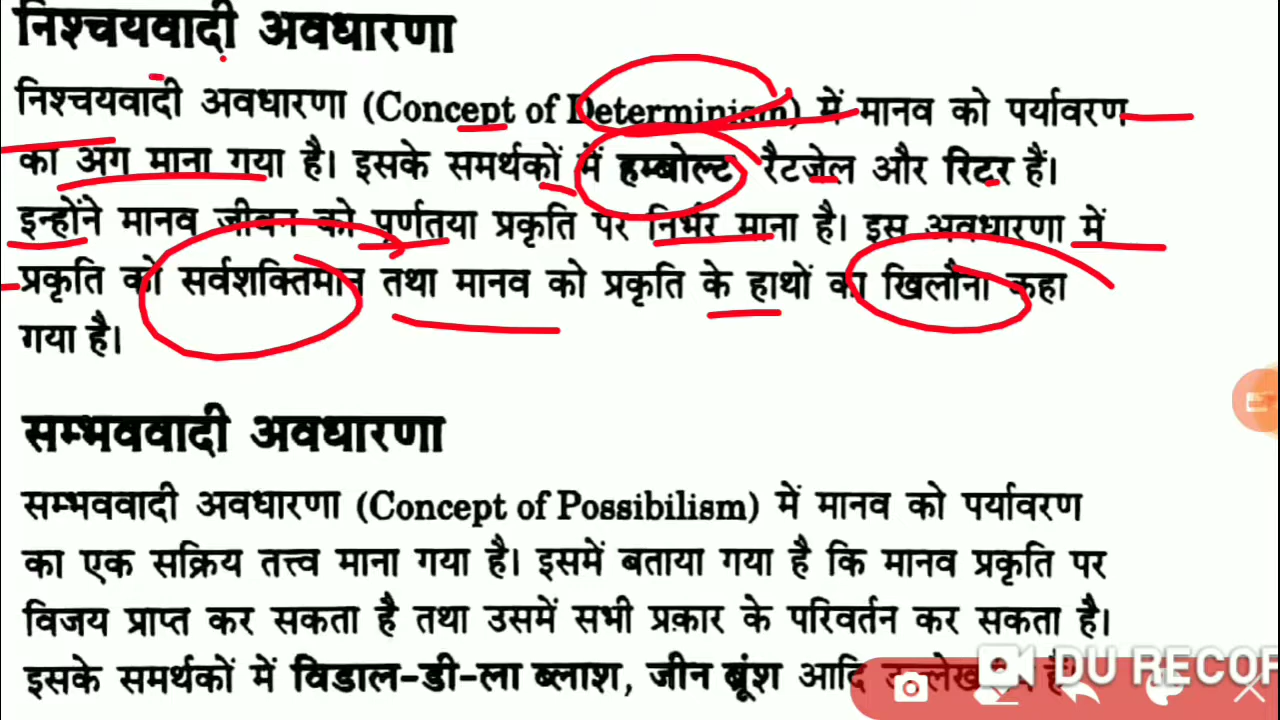 निश्चयवादी अवधारणा
निश्चयवादी अवधारणा (Concept of Determinism) में मानव को पर्यावरण
का अंग माना गया है। इसके समर्थकों में हम्बोल्ट रैटजेल और रिटर हैं।
इन्होंने मानव जीवन को पूर्णतया प्रकृति पर निर्भर माना है। इस अवधारणा में
प्रकृति को सर्वशक्तिमान तथा मानव को प्रकृति के हाथों का खिलौना कहा
गया है।
सम्भववादी अवधारणा
सम्भववादी अवधारणा (Concept of Possibilism) में मानव को पर्यावरण
का एक सक्रिय तत्त्व माना गया है। इसमें बताया गया है कि मानव प्रकृति पर
विजय प्राप्त कर सकता है तथा उसमें सभी प्रकार के परिवर्तन कर सकता है।
इसके समर्थकों में विडाल-डी-ला ब्लाश, जीन ब्रूंश आदि हैं।
DU RECOR